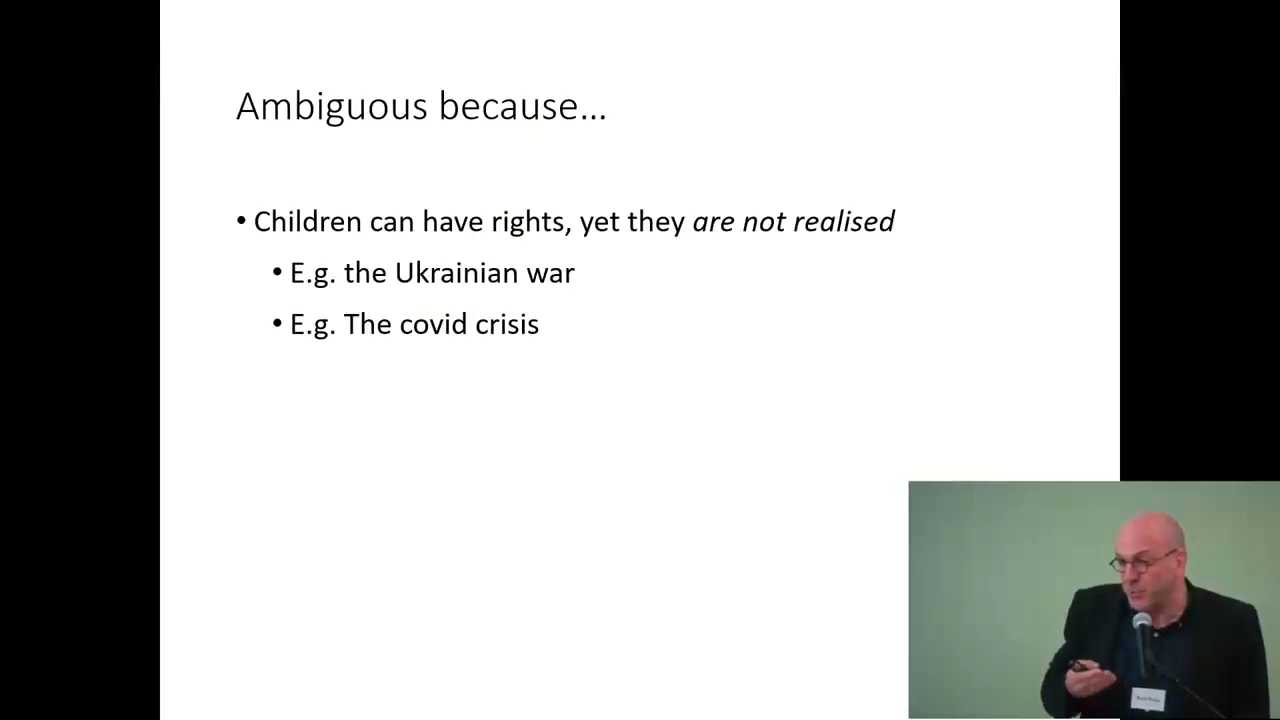 Ambiguous because...
• Children can have rights, yet they are not realised
• E.g. the Ukrainian war
• E.g. The covid crisis